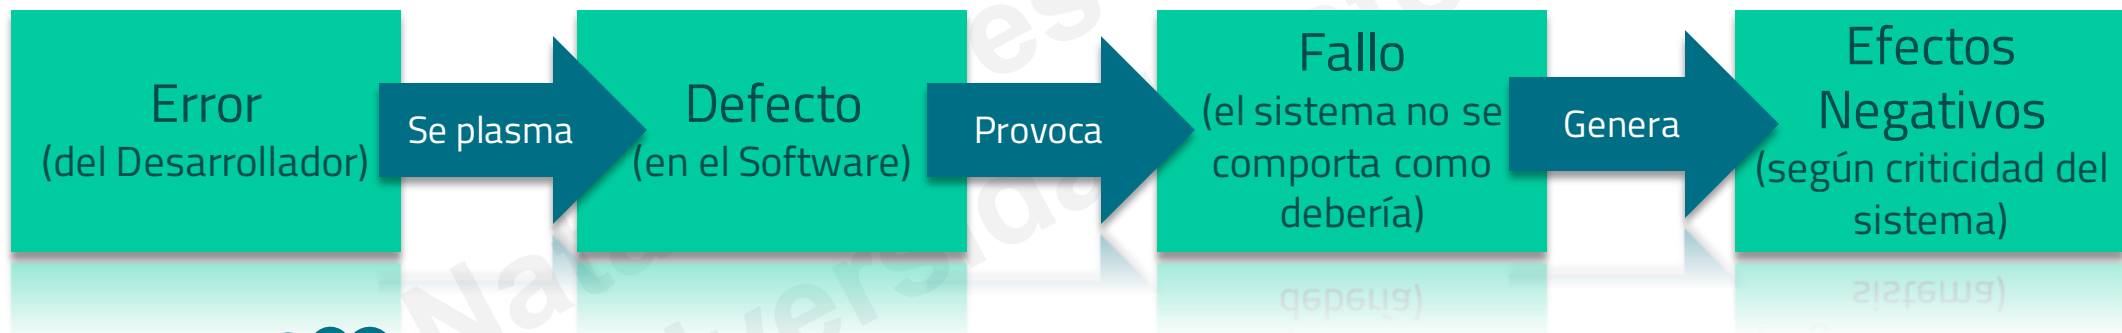 Error
(del Desarrollador)
Se plasma
Defecto
(en el Software)
Provoca
Fallo
(el sistema no se
comporta como
debería)
Genera
Efectos
Negativos
(según criticidad del
sistema)